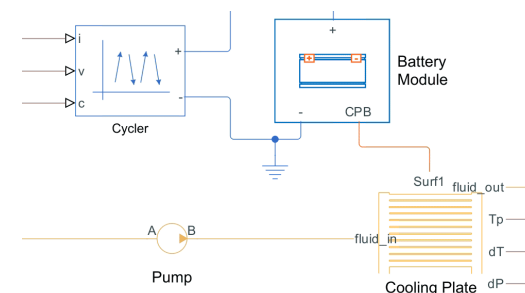 i
v
c
+
-
Cycler
+
+ -
- CPB
Battery
Module
A B
Pump
Surf1
fluid_in
fluid_out
Tp
dT
dP
Cooling Plate